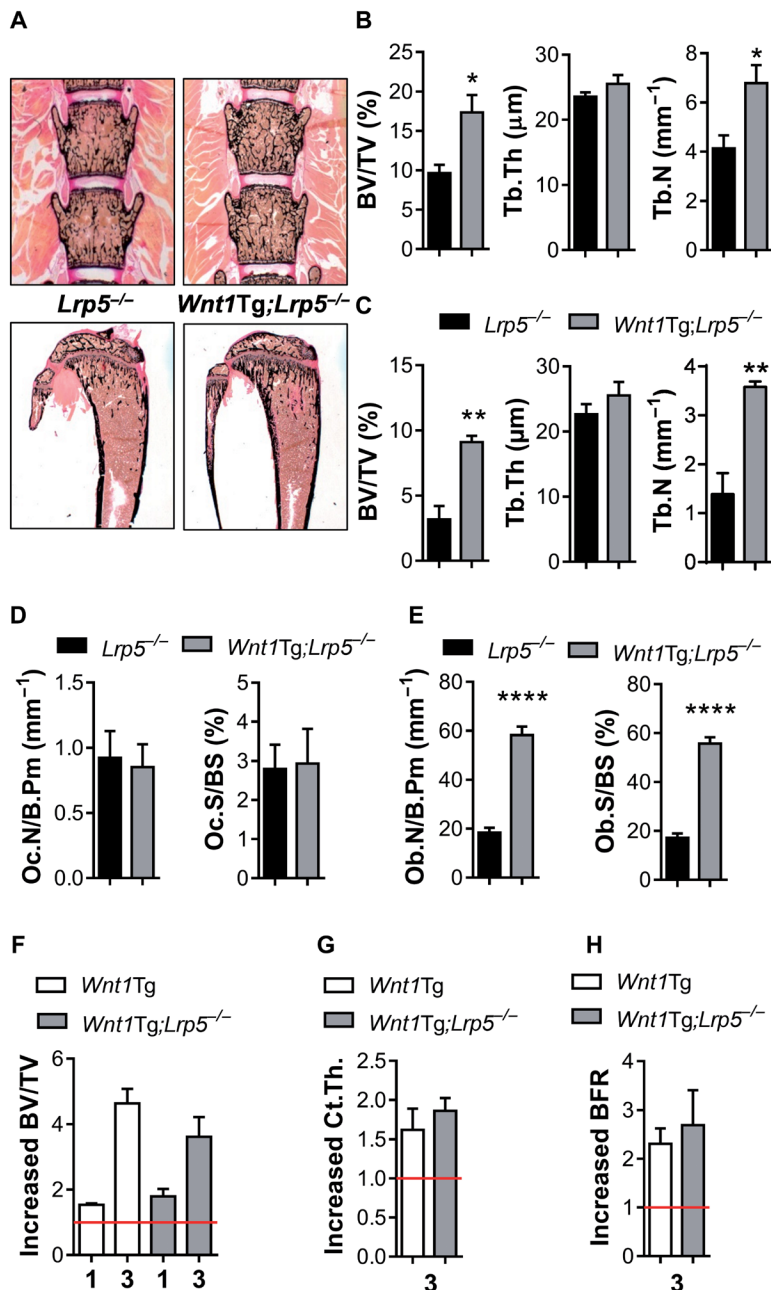 A
Lrp5–/–
Wnt1Tg;Lrp5–/–
B
BV/TV (%)
25
20
15
10
5
0
*
Tb.Th (μm)
30
20
10
0
Tb.N (mm–1)
8
6
4
2
0
*
C
Lrp5–/–
Wnt1Tg;Lrp5–/–
BV/TV (%)
15
10
5
0
**
Tb.Th (μm)
30
20
10
0
Tb.N (mm–1)
4
3
2
1
0
**
D
Lrp5–/–
Wnt1Tg;Lrp5–/–
Oc.N/B.Pm (mm–1)
1.5
1.0
0.5
0.0
Oc.S/BS (%)
5
4
3
2
1
0
E
Lrp5–/–
Wnt1Tg;Lrp5–/–
Ob.N/B.Pm (mm–1)
80
60
40
20
0
****
Ob.S/BS (%)
80
60
40
20
0
****
F
Wnt1Tg
Wnt1Tg;Lrp5–/–
Increased BV/TV
6
4
2
0
1 3 1 3
G
Wnt1Tg
Wnt1Tg;Lrp5–/–
Increased Ct.Th.
2.5
2.0
1.5
1.0
0.5
0.0
3
H
Wnt1Tg
Wnt1Tg;Lrp5–/–
Increased BFR
4
3
2
1
0
3